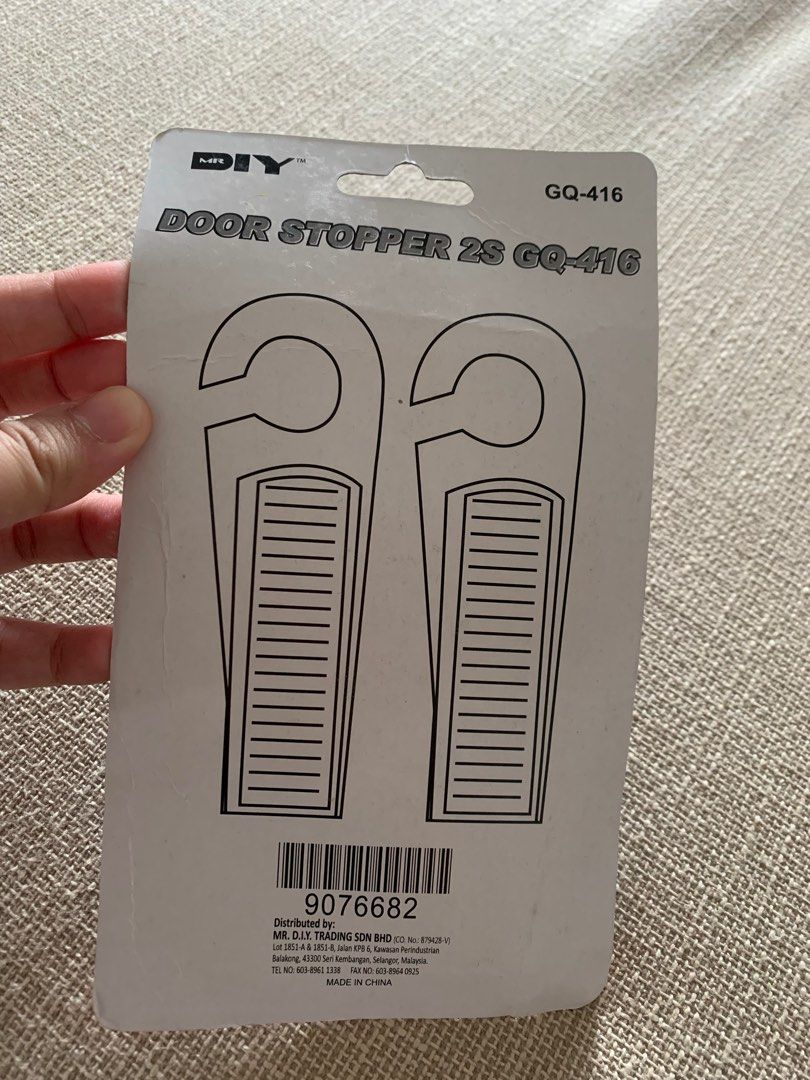 MR DIY™
GQ-416
DOOR STOPPER 2S GQ-416
9076682
Distributed by:
MR. D.I.Y. TRADING SDN BHD (CO. No.: 879428-V)
Lot 1851-A & 1851-B, Jalan KPB 6, Kawasan Perindustrian
Balakong, 43300 Seri Kembangan, Selangor, Malaysia.
TEL NO: 603-8961 1338 FAX NO: 603-8964 0925
MADE IN CHINA